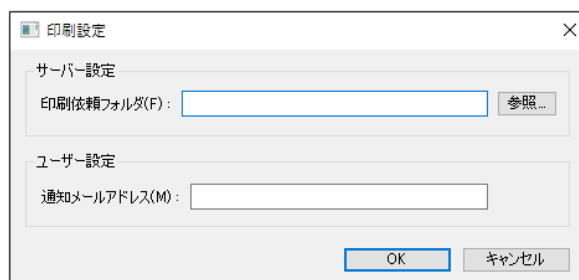 印刷設定
サーバー設定
印刷依頼フォルダ(F): 参照...
ユーザー設定
通知メールアドレス(M):
OK キャンセル